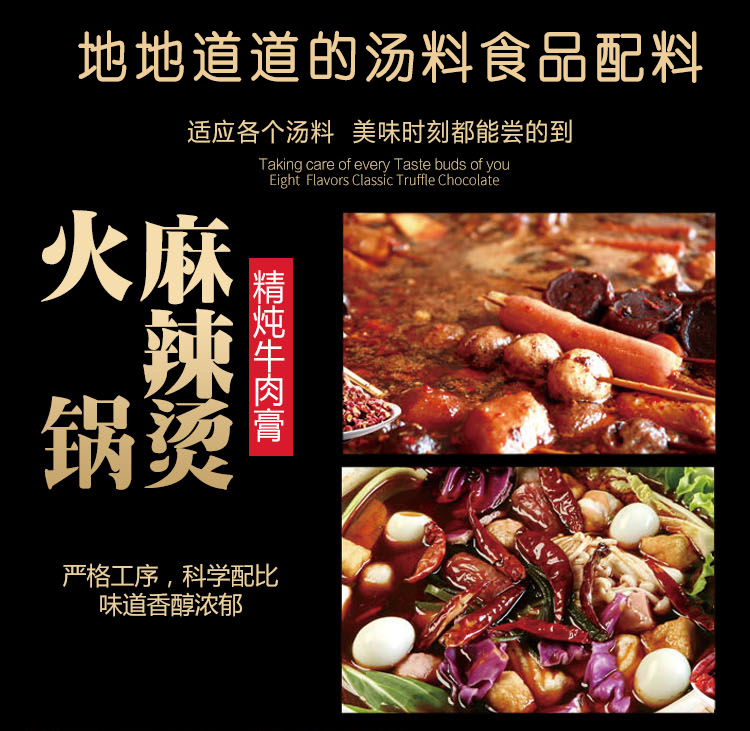 地地道道的汤料食品配料
适应各个汤料 美味时刻都能尝的到
Taking care of every Taste buds of you
Eight Flavors Classic Truffle Chocolate
麻辣烫
火锅
精炖牛肉膏
严格工序，科学配比
味道香醇浓郁